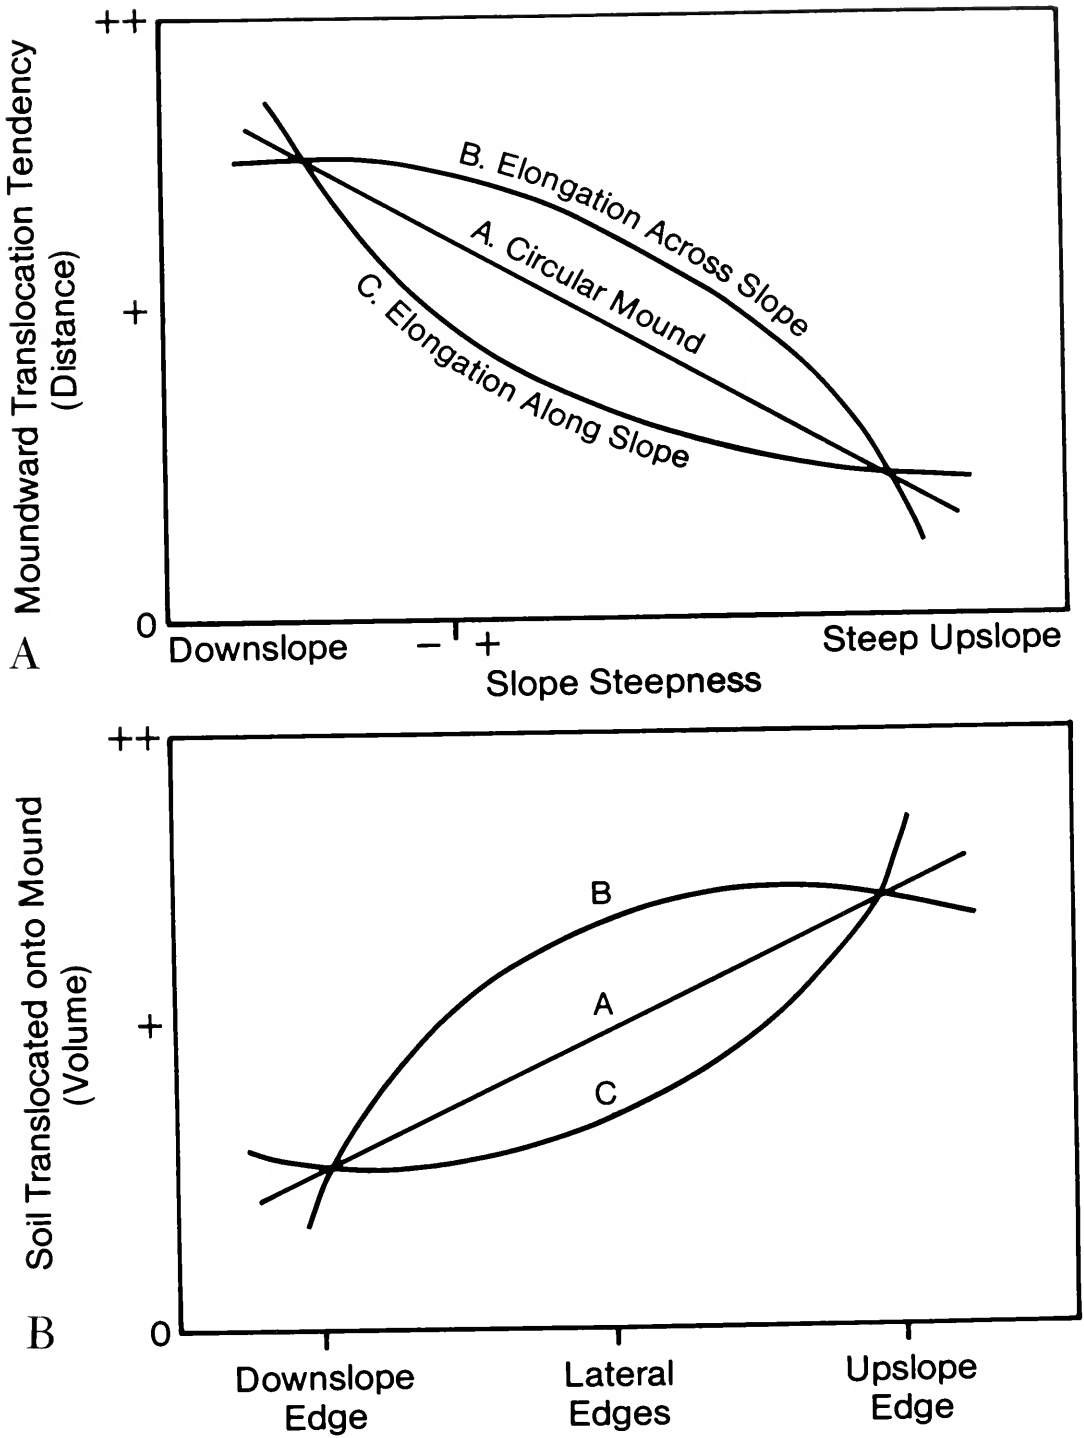 ++
Moundward Translocation Tendency
(Distance)
+
0
B. Elongation Across Slope
A. Circular Mound
C. Elongation Along Slope
A
Downslope
− +
Steep Upslope
Slope Steepness
++
Soil Translocated onto Mound
(Volume)
+
0
B
A
C
B
Downslope
Edge
Lateral
Edges
Upslope
Edge